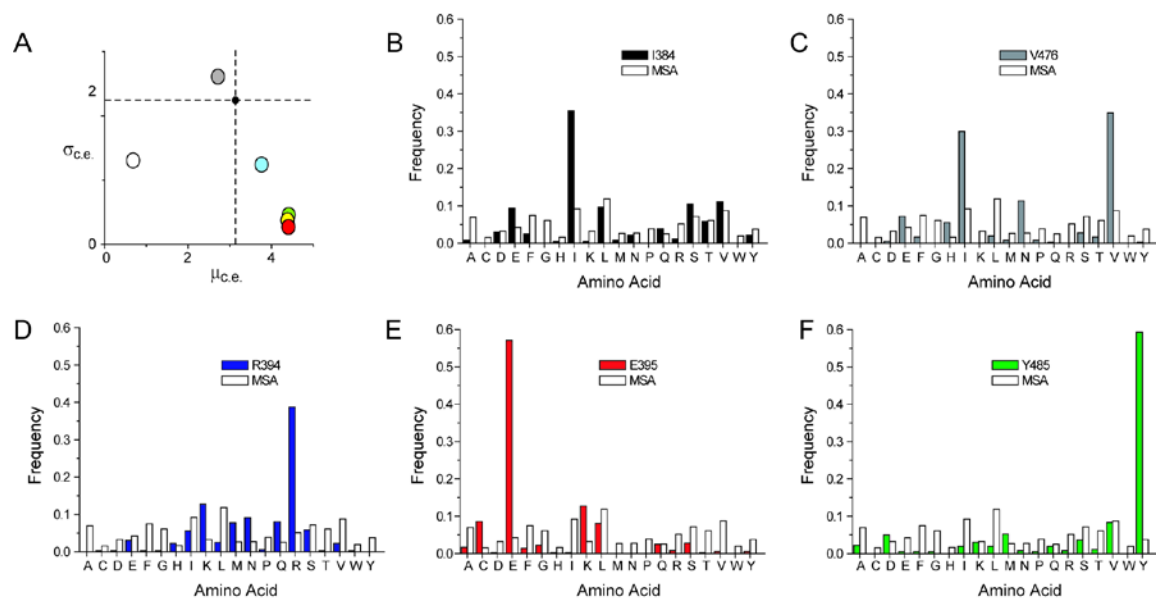 A
2
σc.e.
0
0
1
2
3
4
μc.e.
B
0.6
0.5
0.4
0.3
0.2
0.1
0.0
Frequency
I384
MSA
A C D E F G H I K L M N P Q R S T V W Y
Amino Acid
C
0.6
0.5
0.4
0.3
0.2
0.1
0.0
Frequency
V476
MSA
A C D E F G H I K L M N P Q R S T V W Y
Amino Acid
D
0.6
0.5
0.4
0.3
0.2
0.1
0.0
Frequency
R394
MSA
A C D E F G H I K L M N P Q R S T V W Y
Amino Acid
E
0.6
0.5
0.4
0.3
0.2
0.1
0.0
Frequency
E395
MSA
A C D E F G H I K L M N P Q R S T V W Y
Amino Acid
F
0.6
0.5
0.4
0.3
0.2
0.1
0.0
Frequency
Y485
MSA
A C D E F G H I K L M N P Q R S T V W Y
Amino Acid